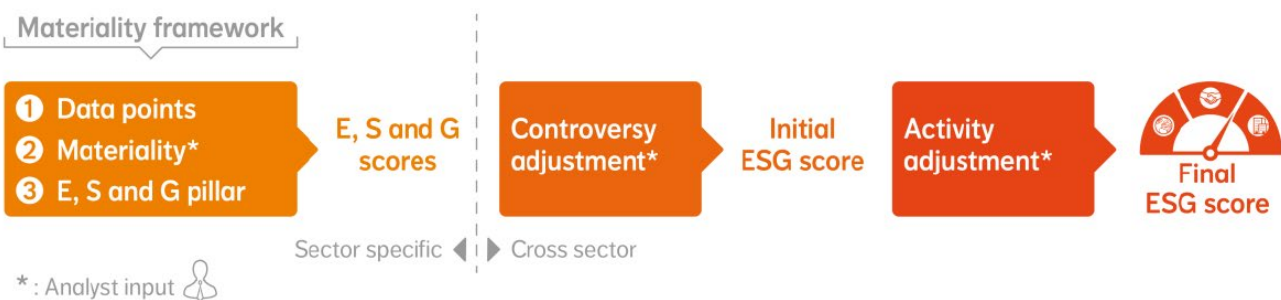 Materiality framework
1 Data points
2 Materiality*
3 E, S and G pillar
E, S and G
scores
Controversy
adjustment*
Initial
ESG score
Activity
adjustment*
Final
ESG score
Sector specific
Cross sector
* : Analyst input